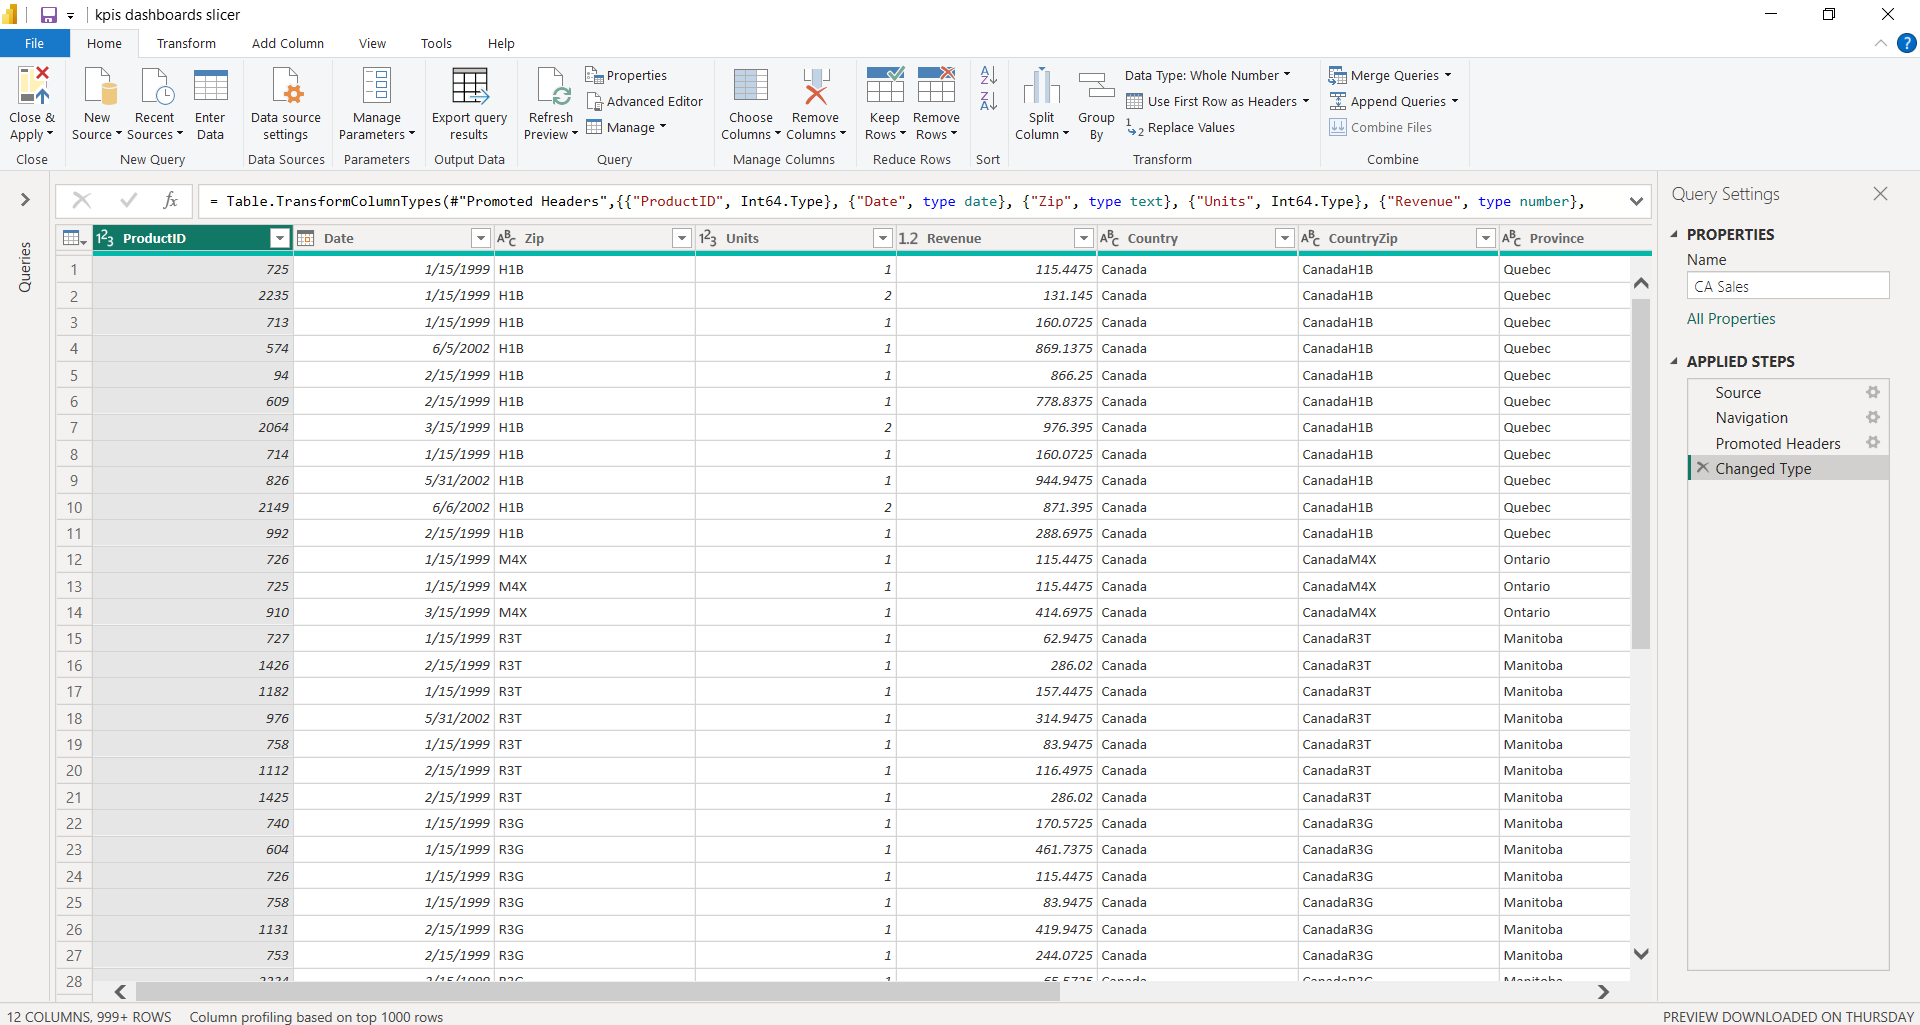 kpis dashboards slicer
File Home Transform Add Column View Tools Help
Close & Apply
Close
New Source
Recent Sources
Enter Data
New Query
Data source settings
Data Sources
Manage Parameters
Parameters
Export query results
Output Data
Refresh Preview
Properties
Advanced Editor
Manage
Query
Choose Columns
Remove Columns
Manage Columns
Keep Rows
Remove Rows
Reduce Rows
Sort
Split Column
Group By
Data Type: Whole Number
Use First Row as Headers
Replace Values
Transform
Merge Queries
Append Queries
Combine Files
Combine
Queries
fx
= Table.TransformColumnTypes(#"Promoted Headers",{{"ProductID", Int64.Type}, {"Date", type date}, {"Zip", type text}, {"Units", Int64.Type}, {"Revenue", type number},
ProductID Date Zip Units Revenue Country CountryZip Province
1 725 1/15/1999 H1B 1 115.4475 Canada CanadaH1B Quebec
2 2235 1/15/1999 H1B 2 131.145 Canada CanadaH1B Quebec
3 713 1/15/1999 H1B 1 160.0725 Canada CanadaH1B Quebec
4 574 6/5/2002 H1B 1 869.1375 Canada CanadaH1B Quebec
5 94 2/15/1999 H1B 1 866.25 Canada CanadaH1B Quebec
6 609 2/15/1999 H1B 1 778.8375 Canada CanadaH1B Quebec
7 2064 3/15/1999 H1B 2 976.395 Canada CanadaH1B Quebec
8 714 1/15/1999 H1B 1 160.0725 Canada CanadaH1B Quebec
9 826 5/31/2002 H1B 1 944.9475 Canada CanadaH1B Quebec
10 2149 6/6/2002 H1B 2 871.395 Canada CanadaH1B Quebec
11 992 2/15/1999 H1B 1 288.6975 Canada CanadaH1B Quebec
12 726 1/15/1999 M4X 1 115.4475 Canada CanadaM4X Ontario
13 725 1/15/1999 M4X 1 115.4475 Canada CanadaM4X Ontario
14 910 3/15/1999 M4X 1 414.6975 Canada CanadaM4X Ontario
15 727 1/15/1999 R3T 1 62.9475 Canada CanadaR3T Manitoba
16 1426 2/15/1999 R3T 1 286.02 Canada CanadaR3T Manitoba
17 1182 1/15/1999 R3T 1 157.4475 Canada CanadaR3T Manitoba
18 976 5/31/2002 R3T 1 314.9475 Canada CanadaR3T Manitoba
19 758 1/15/1999 R3T 1 83.9475 Canada CanadaR3T Manitoba
20 1112 2/15/1999 R3T 1 116.4975 Canada CanadaR3T Manitoba
21 1425 2/15/1999 R3T 1 286.02 Canada CanadaR3T Manitoba
22 740 1/15/1999 R3G 1 170.5725 Canada CanadaR3G Manitoba
23 604 1/15/1999 R3G 1 461.7375 Canada CanadaR3G Manitoba
24 726 1/15/1999 R3G 1 115.4475 Canada CanadaR3G Manitoba
25 758 1/15/1999 R3G 1 83.9475 Canada CanadaR3G Manitoba
26 1131 2/15/1999 R3G 1 419.9475 Canada CanadaR3G Manitoba
27 753 2/15/1999 R3G 1 244.0725 Canada CanadaR3G Manitoba
28
Query Settings
PROPERTIES
Name
CA Sales
All Properties
APPLIED STEPS
Source
Navigation
Promoted Headers
Changed Type
12 COLUMNS, 999+ ROWS Column profiling based on top 1000 rows
PREVIEW DOWNLOADED ON THURSDAY